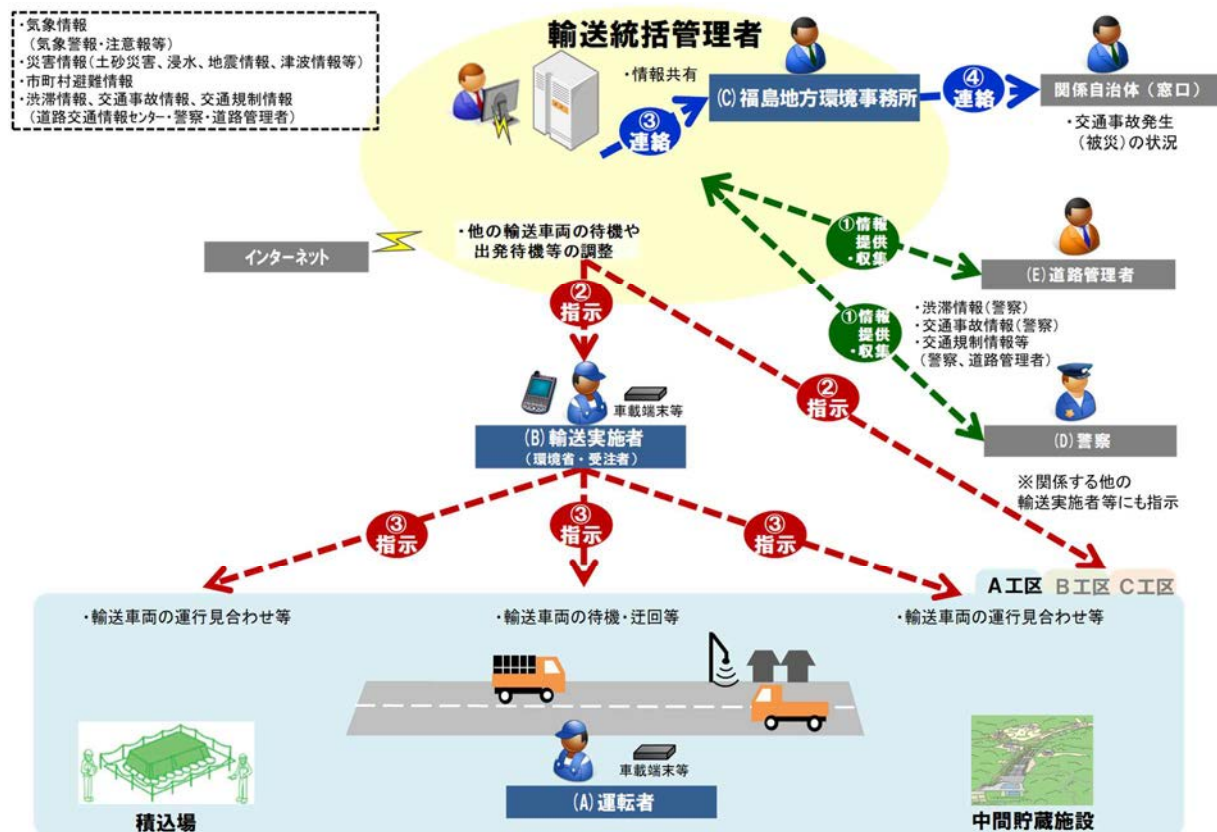 ・気象情報
(気象警報・注意報等)
・災害情報(土砂災害、浸水、地震情報、津波情報等)
・市町村避難情報
・渋滞情報、交通事故情報、交通規制情報
(道路交通情報センター・警察・道路管理者)
輸送統括管理者
・情報共有
(C)福島地方環境事務所
③
連絡
④
連絡
関係自治体(窓口)
・交通事故発生
(被災)の状況
インターネット
・他の輸送車両の待機や
出発待機等の調整
①情報
提供
・収集
(E)道路管理者
①情報
提供
・収集
・渋滞情報(警察)
・交通事故情報(警察)
・交通規制情報等
(警察、道路管理者)
②
指示
②
指示
車載端末等
(B)輸送実施者
(環境省・受注者)
(D)警察
※関係する他の
輸送実施者等にも指示
③
指示
③
指示
③
指示
A工区
B工区
C工区
・輸送車両の運行見合わせ等
・輸送車両の待機・迂回等
・輸送車両の運行見合わせ等
車載端末等
(A)運転者
積込場
中間貯蔵施設